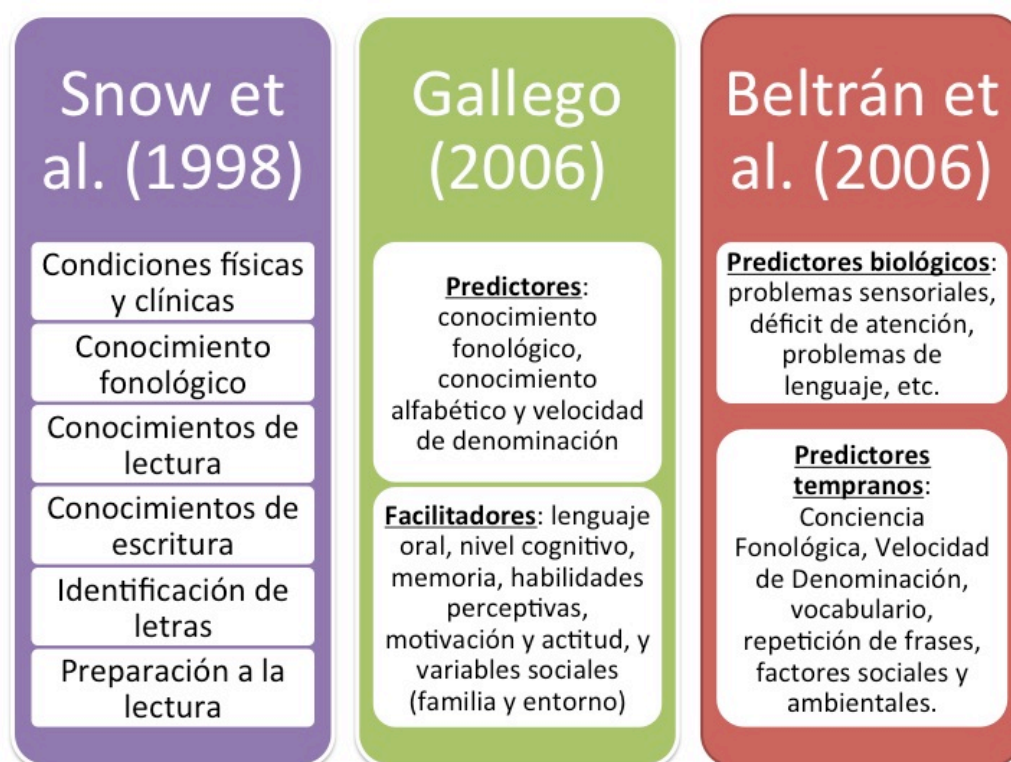 Snow et
al. (1998)
Condiciones físicas
y clínicas
Conocimiento
fonológico
Conocimientos de
lectura
Conocimientos de
escritura
Identificación de
letras
Preparación a la
lectura
Gallego
(2006)
Predictores:
conocimiento
fonológico,
conocimiento
alfabético y velocidad
de denominación
Facilitadores: lenguaje
oral, nivel cognitivo,
memoria, habilidades
perceptivas,
motivación y actitud, y
variables sociales
(familia y entorno)
Beltrán et
al. (2006)
Predictores biológicos:
problemas sensoriales,
déficit de atención,
problemas de
lenguaje, etc.
Predictores
tempranos:
Conciencia
Fonológica, Velocidad
de Denominación,
vocabulario,
repetición de frases,
factores sociales y
ambientales.